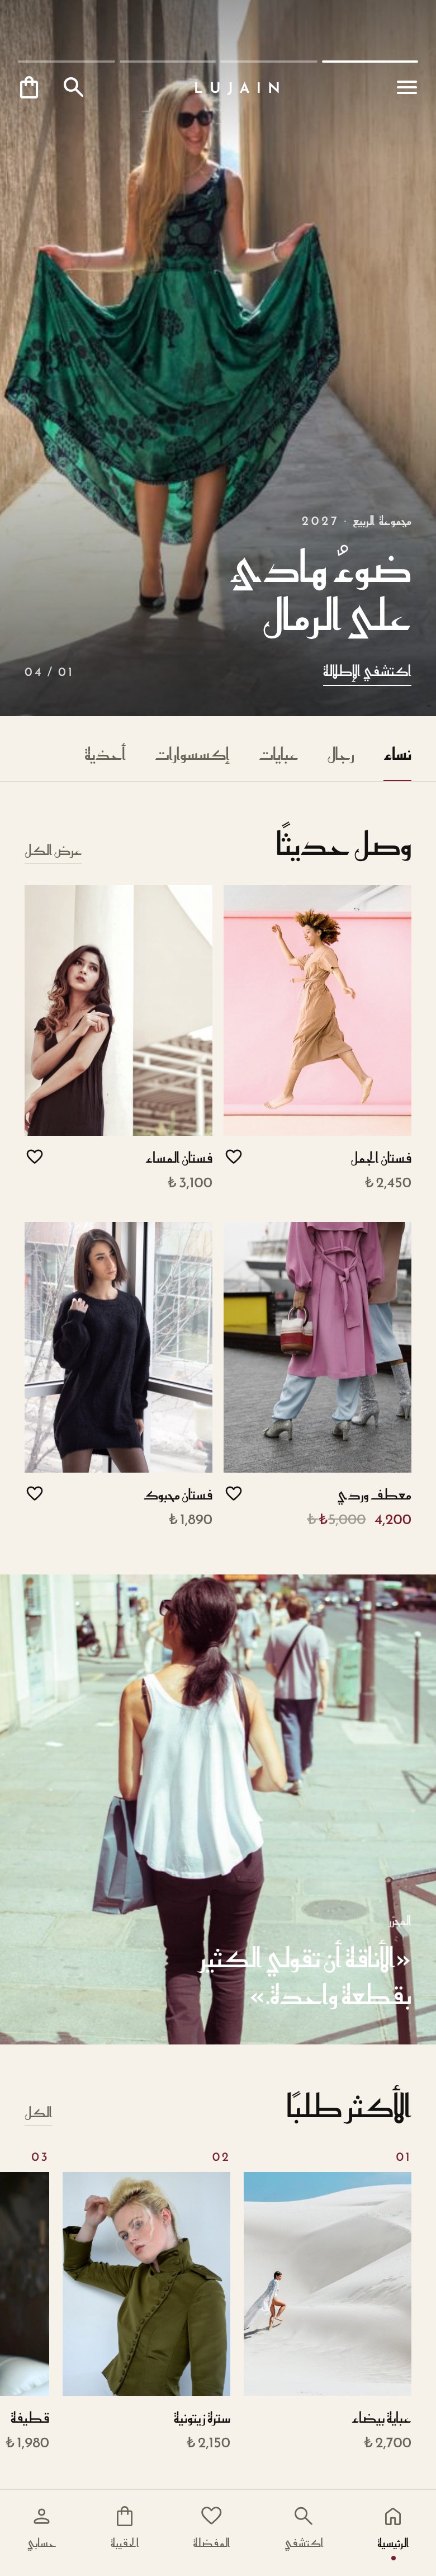 LUJAIN
مجموعة الربيع · 2027
ضوءٌ هادئ
على الرمال
اكتشفي الإطلالة
04 / 01
نساء
رجال
عبايات
إكسسوارات
أحذية
وصل حديثًا
عرض الكل
فستان الجمل
₺ 2,450
فستان المساء
₺ 3,100
معطف وردي
4,200 ₺ 5,000 ₺
فستان محبوك
₺ 1,890
المحرّر
«الأناقة أن تقولي الكثير
بقطعة واحدة.»
الأكثر طلبًا
الكل
01
عباية بيضاء
₺ 2,700
02
سترة زيتونية
₺ 2,150
03
قطيفة
₺ 1,980
الرئيسية
اكتشفي
المفضلة
الحقيبة
حسابي